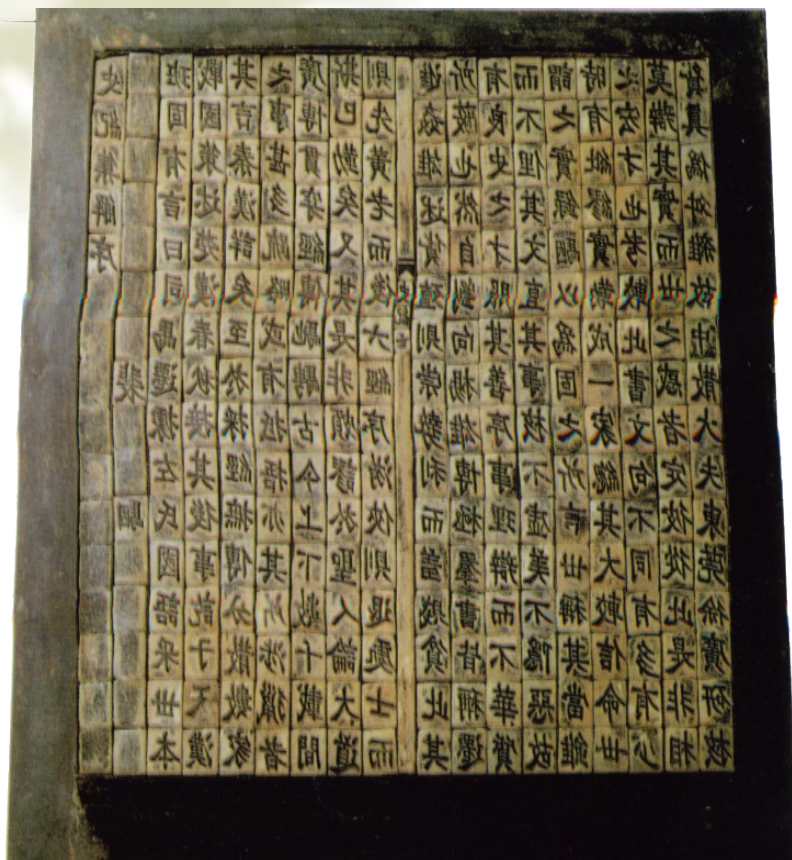 史紀集解序
裴駰
班固有言曰司馬遷據左氏國語采世本
戰國策述楚漢春秋接其後事訖于天漢
其言秦漢詳矣至於採經摭傳分散數家
之事甚多疏略或有抵捂亦其所涉獵者
廣博貫穿經傳馳騁古今上下數千載間
斯已勤矣又其是非頗謬於聖人論大道
則先黃老而後六經序游俠則退處士而
進姦雄述貨殖則崇勢利而羞賤貧此其
所蔽也然自劉向揚雄博極羣書皆稱遷
有良史之才服其善序事理辯而不華質
而不俚其文直其事核不虛美不隱惡故
謂之實錄駰以為固之所言世稱其當雖
時有紕繆實勒成一家總其大較信命世
之宏才也考較此書文句不同有多有少
莫辯其實而世之惑者定彼從此是非相
貿真偽舛雜故中散大夫東莞徐廣研核